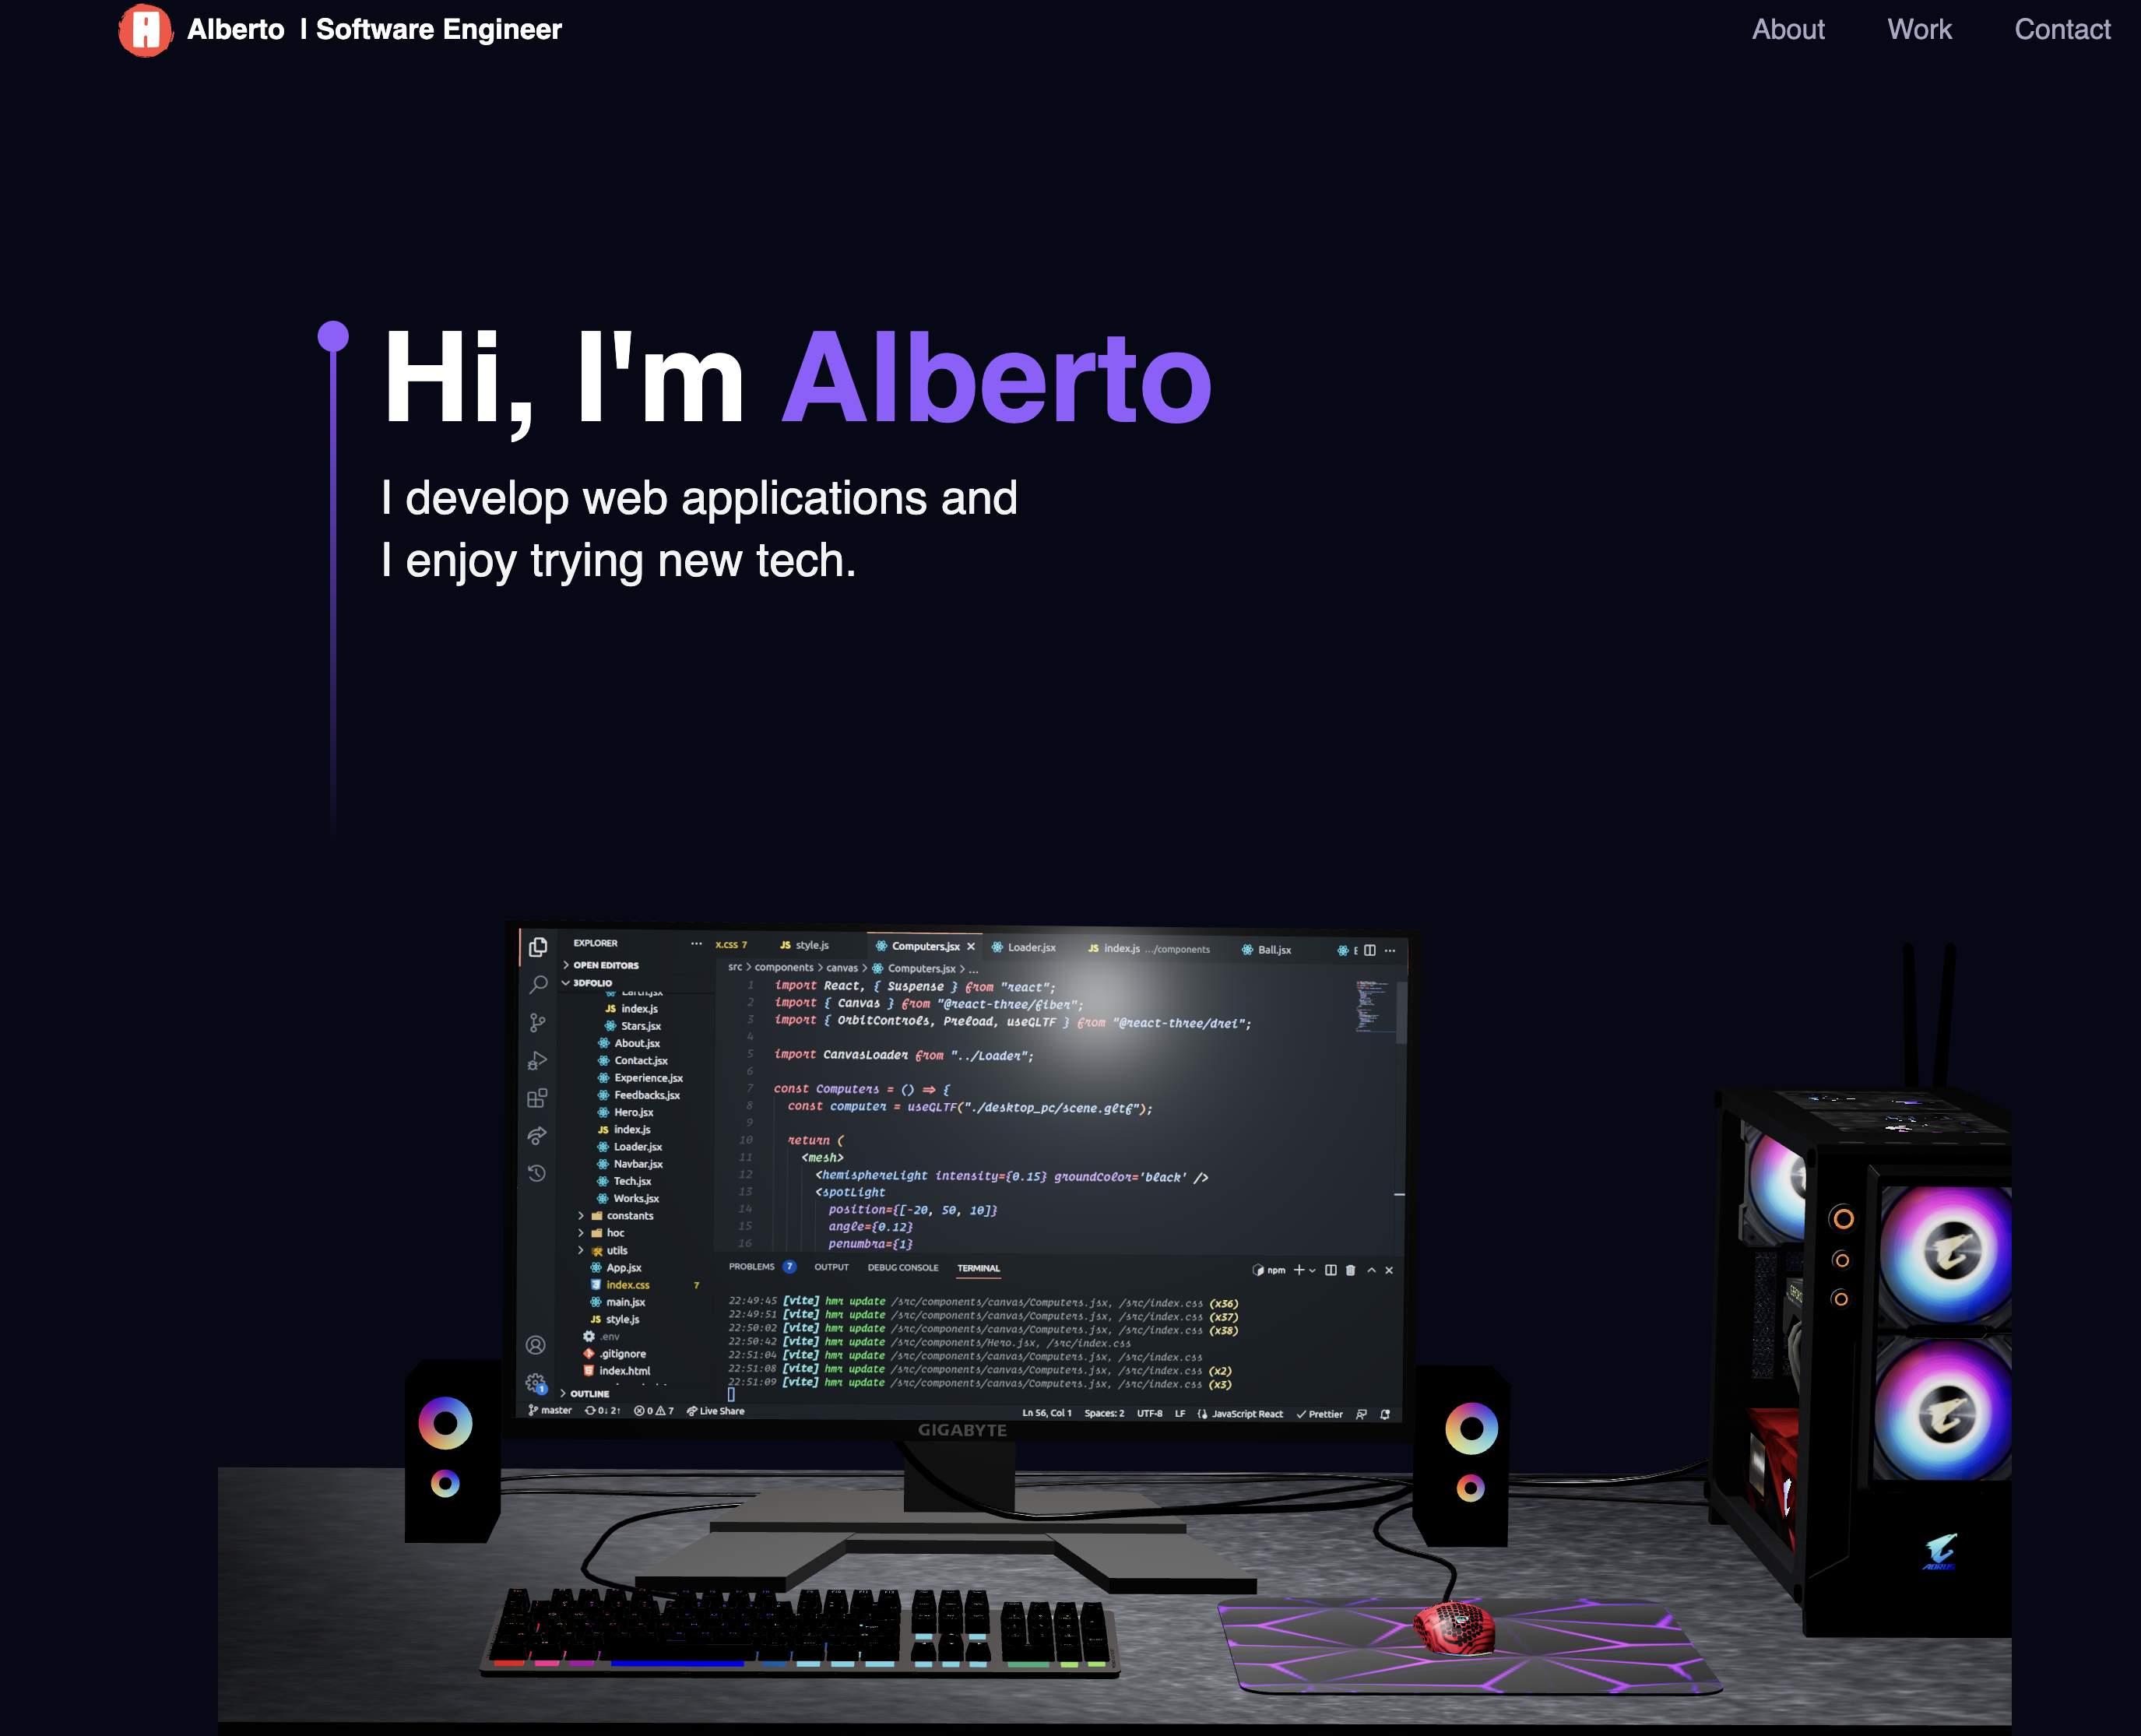 A
Alberto | Software Engineer
About
Work
Contact
Hi, I'm Alberto
I develop web applications and
I enjoy trying new tech.
EXPLORER
x.css 7
JS style.js
Computers.jsx
Loader.jsx
JS index.js .../components
Ball.jsx
E
OPEN EDITORS
3DFOLIO
src > components > canvas > Computers.jsx > ...
Earth.jsx
JS index.js
Stars.jsx
About.jsx
Contact.jsx
Experience.jsx
Feedbacks.jsx
Hero.jsx
JS index.js
Loader.jsx
Navbar.jsx
Tech.jsx
Works.jsx
constants
hoc
utils
App.jsx
index.css 7
main.jsx
JS style.js
.env
.gitignore
index.html
OUTLINE
1 import React, { Suspense } from "react";
2 import { Canvas } from "@react-three/fiber";
3 import { OrbitControls, Preload, useGLTF } from "@react-three/drei";
4
5 import CanvasLoader from "../Loader";
6
7 const Computers = () => {
8 const computer = useGLTF("./desktop_pc/scene.gltf");
9
10 return (
11 <mesh>
12 <hemisphereLight intensity={0.15} groundColor='black' />
13 <spotLight
14 position={[-20, 50, 10]}
15 angle={0.12}
16 penumbra={1}
PROBLEMS 7 OUTPUT DEBUG CONSOLE TERMINAL
npm
22:49:45 [vite] hmr update /src/components/canvas/Computers.jsx, /src/index.css (x36)
22:49:51 [vite] hmr update /src/components/canvas/Computers.jsx, /src/index.css (x37)
22:50:02 [vite] hmr update /src/components/canvas/Computers.jsx, /src/index.css (x38)
22:50:42 [vite] hmr update /src/components/Hero.jsx, /src/index.css
22:51:04 [vite] hmr update /src/components/canvas/Computers.jsx, /src/index.css
22:51:08 [vite] hmr update /src/components/canvas/Computers.jsx, /src/index.css (x2)
22:51:09 [vite] hmr update /src/components/canvas/Computers.jsx, /src/index.css (x3)
1
master 0↓ 2↑ 0 7 Live Share
Ln 56, Col 1 Spaces: 2 UTF-8 LF JavaScript React Prettier
GIGABYTE
AORUS